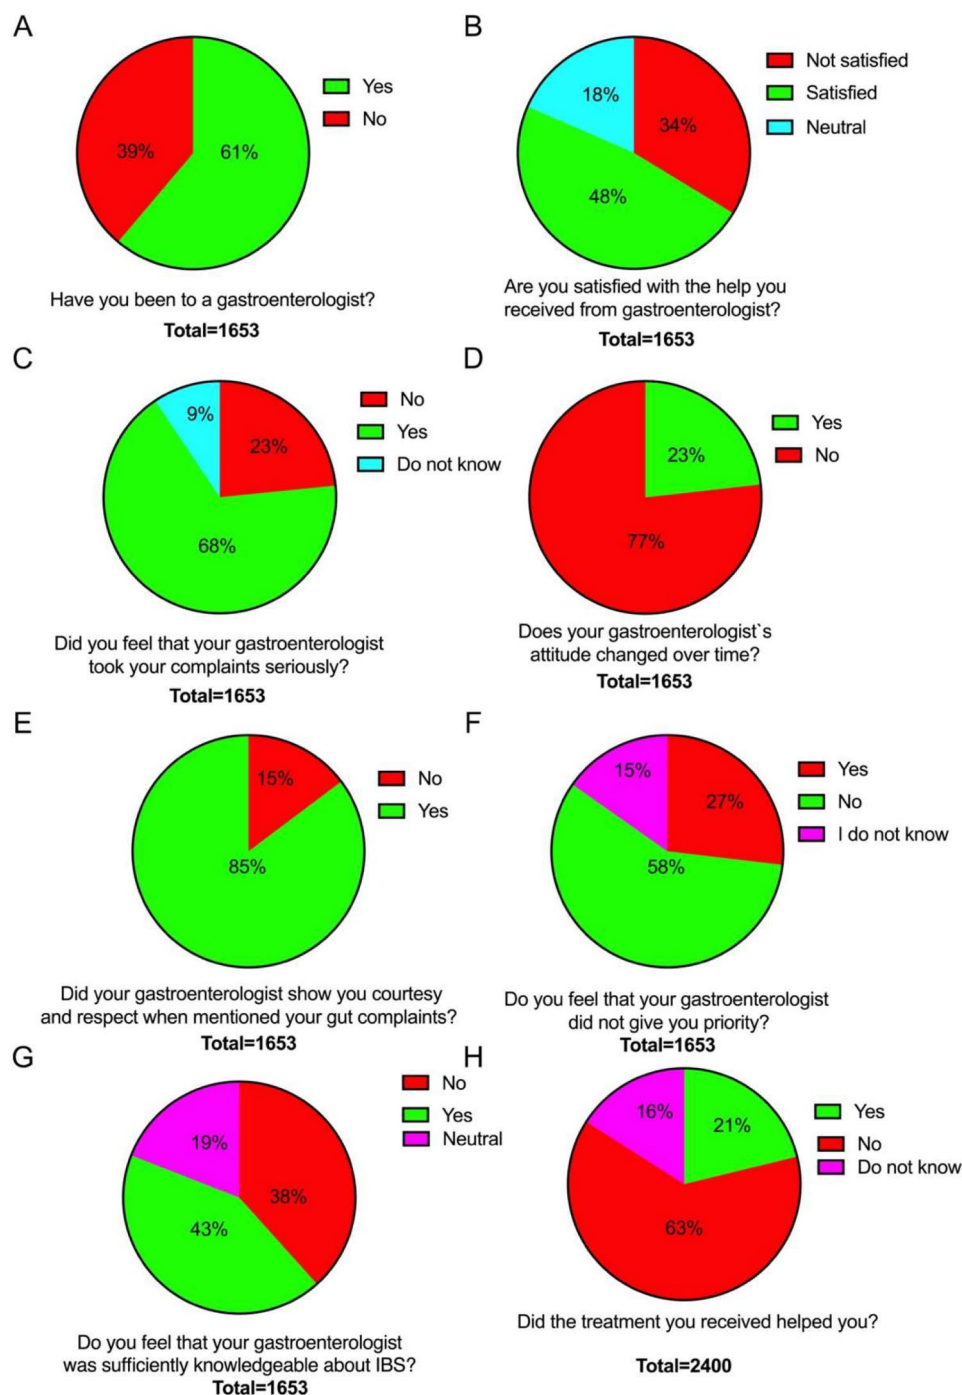 A
39%
61%
Yes
No
Have you been to a gastroenterologist?
Total=1653
B
18%
34%
48%
Not satisfied
Satisfied
Neutral
Are you satisfied with the help you
received from gastroenterologist?
Total=1653
C
9%
23%
68%
No
Yes
Do not know
Did you feel that your gastroenterologist
took your complaints seriously?
Total=1653
D
23%
77%
Yes
No
Does your gastroenterologist`s
attitude changed over time?
Total=1653
E
15%
85%
No
Yes
Did your gastroenterologist show you courtesy
and respect when mentioned your gut complaints?
Total=1653
F
15%
27%
58%
Yes
No
I do not know
Do you feel that your gastroenterologist
did not give you priority?
Total=1653
G
19%
38%
43%
No
Yes
Neutral
Do you feel that your gastroenterologist
was sufficiently knowledgeable about IBS?
Total=1653
H
16%
21%
63%
Yes
No
Do not know
Did the treatment you received helped you?
Total=2400